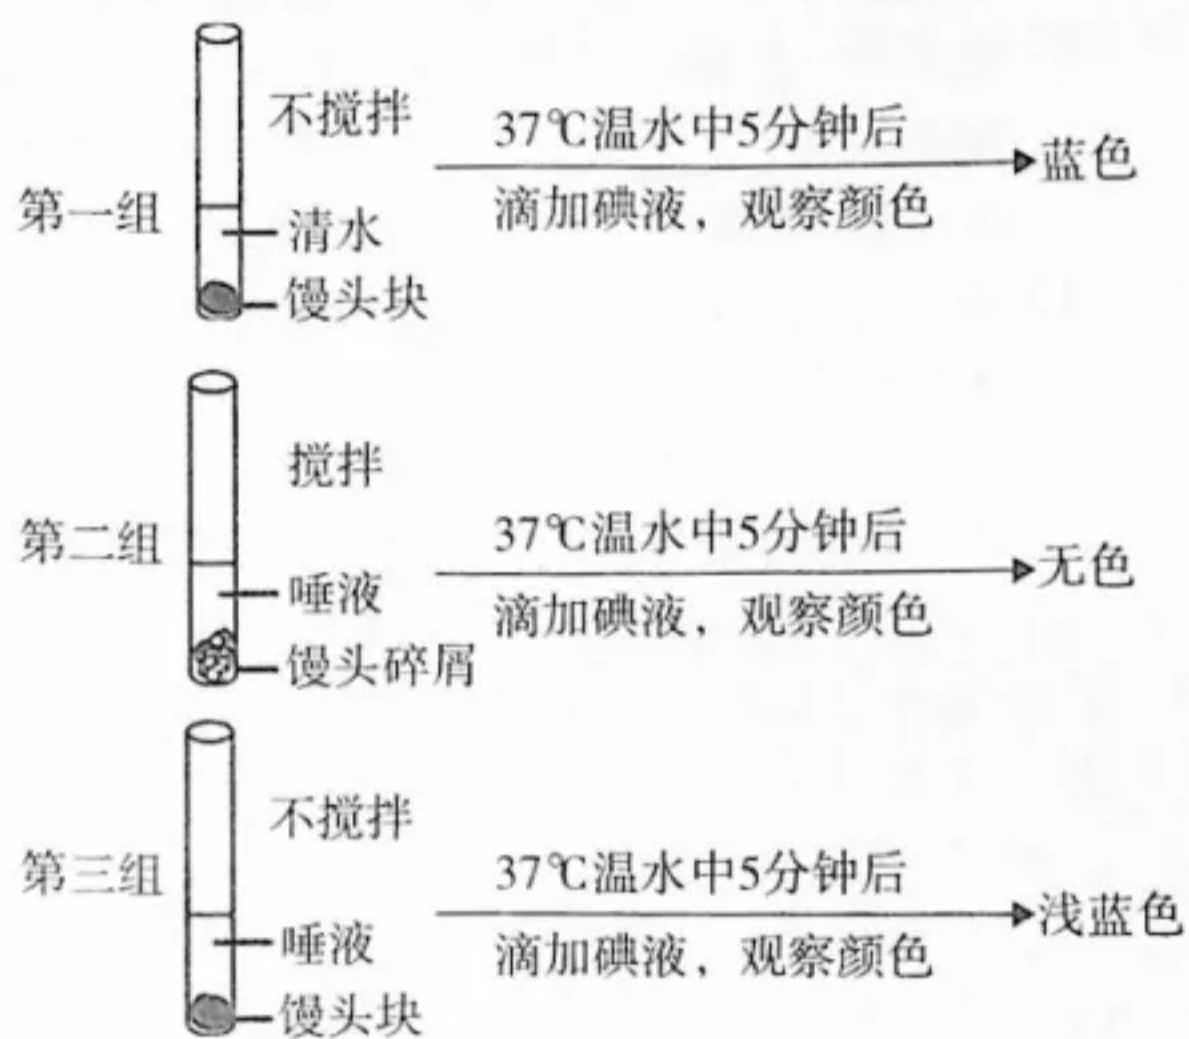 不搅拌
37℃温水中5分钟后
蓝色
滴加碘液，观察颜色
第一组
清水
馒头块
搅拌
37℃温水中5分钟后
第二组
无色
唾液
滴加碘液，观察颜色
馒头碎屑
不搅拌
37℃温水中5分钟后
第三组
浅蓝色
唾液
滴加碘液，观察颜色
馒头块